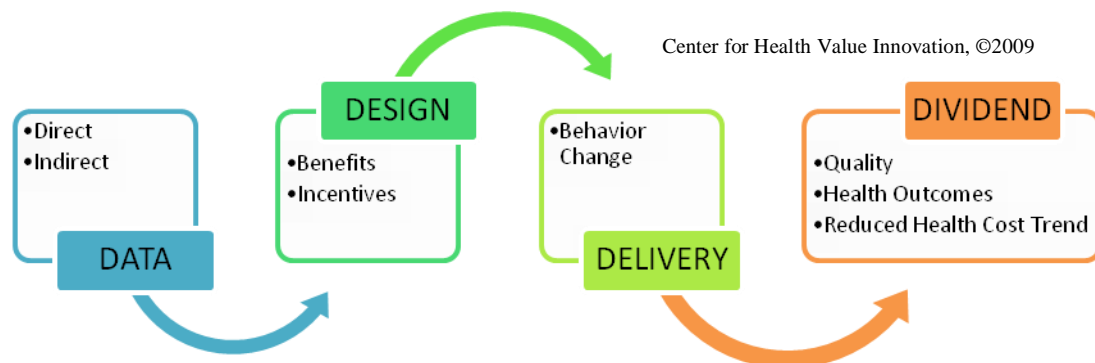 Center for Health Value Innovation, ©2009
•Direct
•Indirect
DATA
DESIGN
•Benefits
•Incentives
•Behavior
Change
DELIVERY
DIVIDEND
•Quality
•Health Outcomes
•Reduced Health Cost Trend